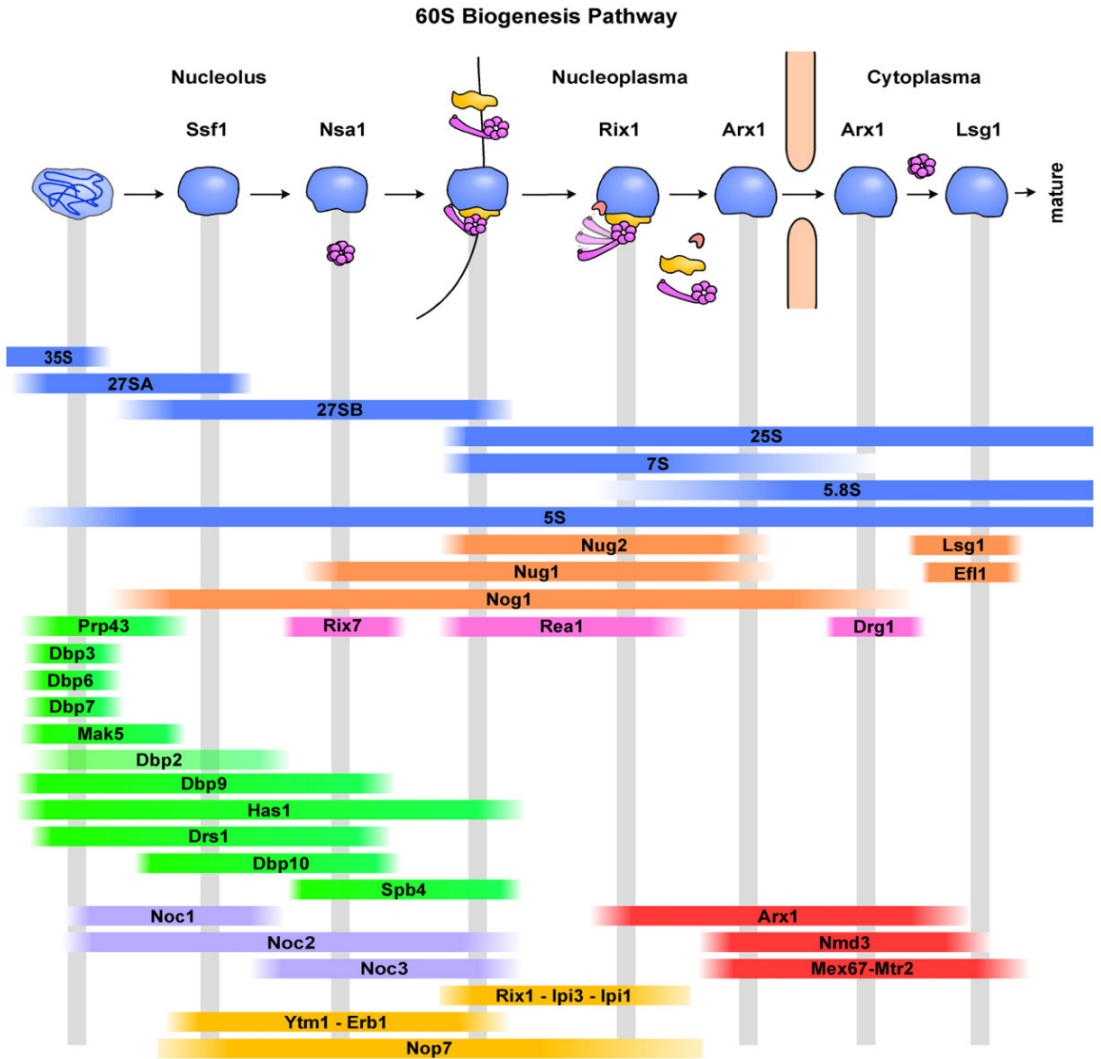 60S Biogenesis Pathway
Nucleolus Nucleoplasma Cytoplasma
Ssf1 Nsa1 Rix1 Arx1 Arx1 Lsg1
mature
35S
27SA
27SB
25S
7S
5.8S
5S
Nug2 Lsg1
Nug1 Efl1
Nog1
Prp43 Rix7 Rea1 Drg1
Dbp3
Dbp6
Dbp7
Mak5
Dbp2
Dbp9
Has1
Drs1
Dbp10
Spb4
Noc1 Arx1
Noc2 Nmd3
Noc3 Mex67-Mtr2
Rix1 - Ipi3 - Ipi1
Ytm1 - Erb1
Nop7